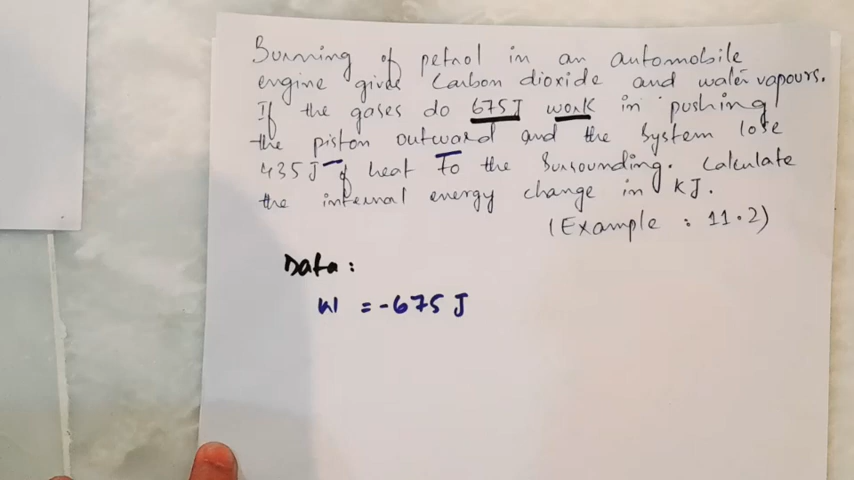 Burning of petrol in an automobile
engine gives Carbon dioxide and water vapours.
If the gases do 675J work in pushing
the piston outward and the System lose
435J of heat To the Surrounding. Calculate
the internal energy change in KJ.
(Example : 11.2)
Data:
W = -675 J